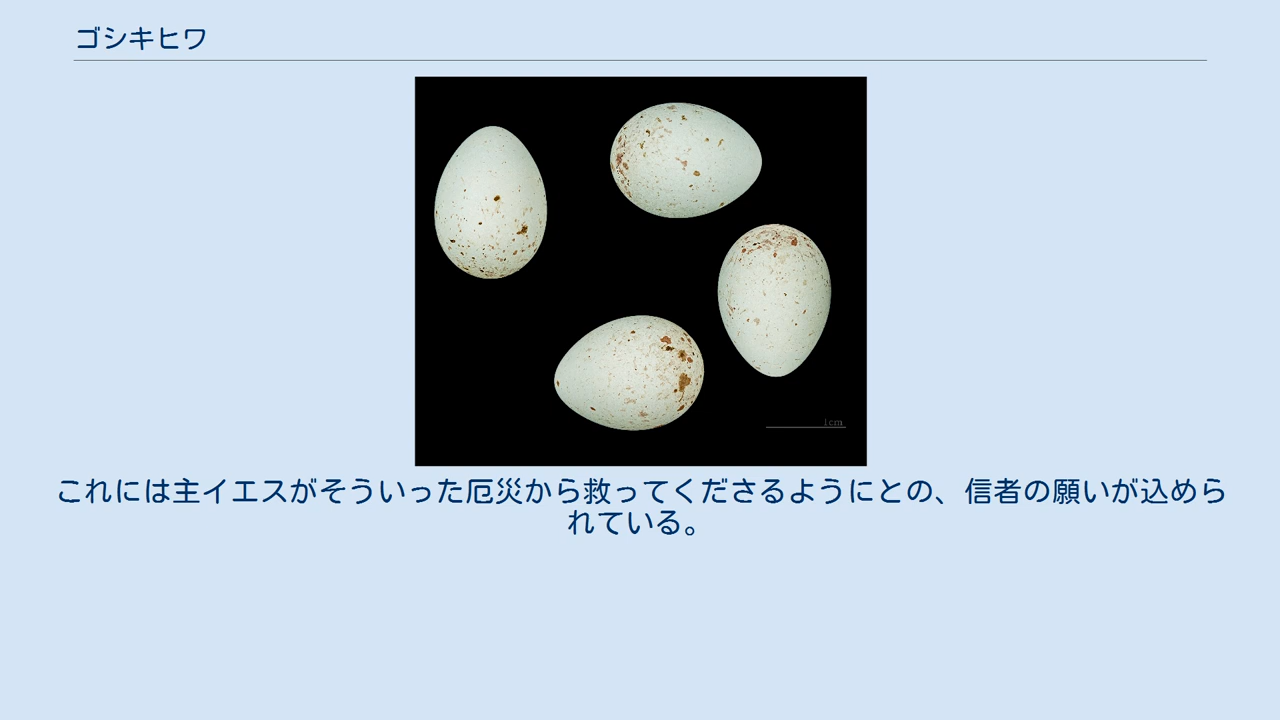 ゴシキヒワ
1cm
これには主イエスがそういった厄災から救ってくださるようにとの、信者の願いが込めら
れている。